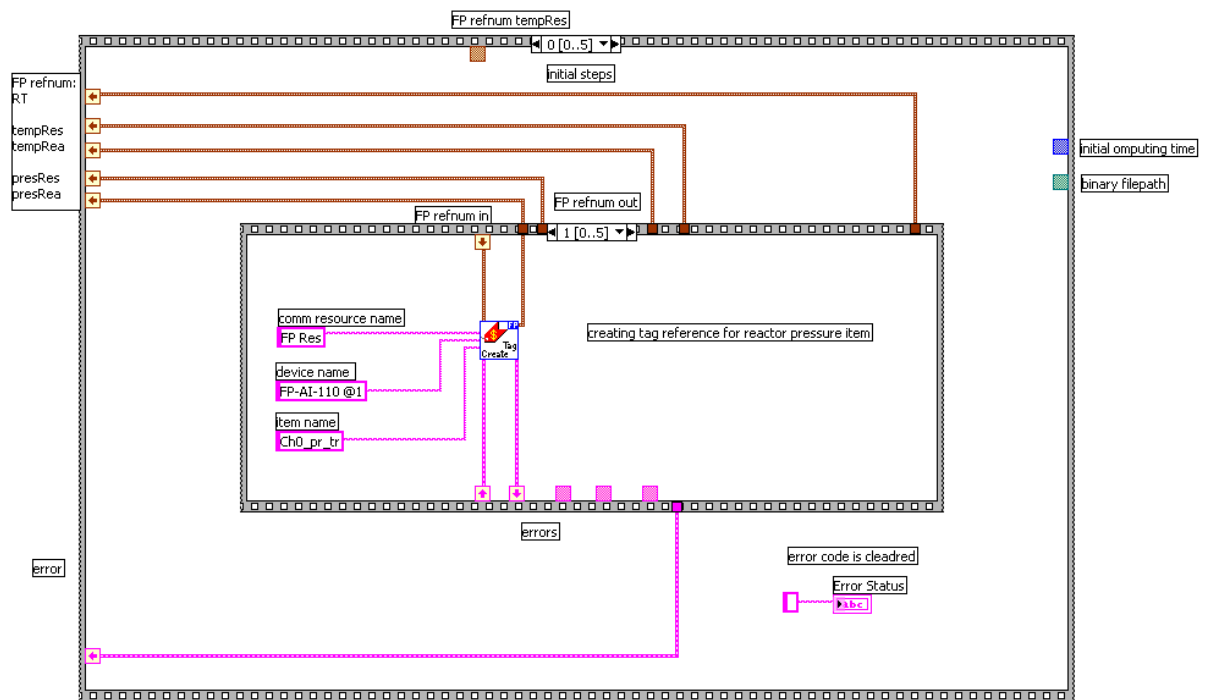 FP refnum tempRes
0 [0..5]
initial steps
FP refnum:
RT
tempRes
tempRea
presRes
presRea
initial omputing time
binary filepath
FP refnum out
FP refnum in
1 [0..5]
comm resource name
FP Res
FP
Tag
Create
creating tag reference for reactor pressure item
device name
FP-AI-110 @1
item name
Ch0_pr_tr
errors
error code is cleadred
error
Error Status
abc